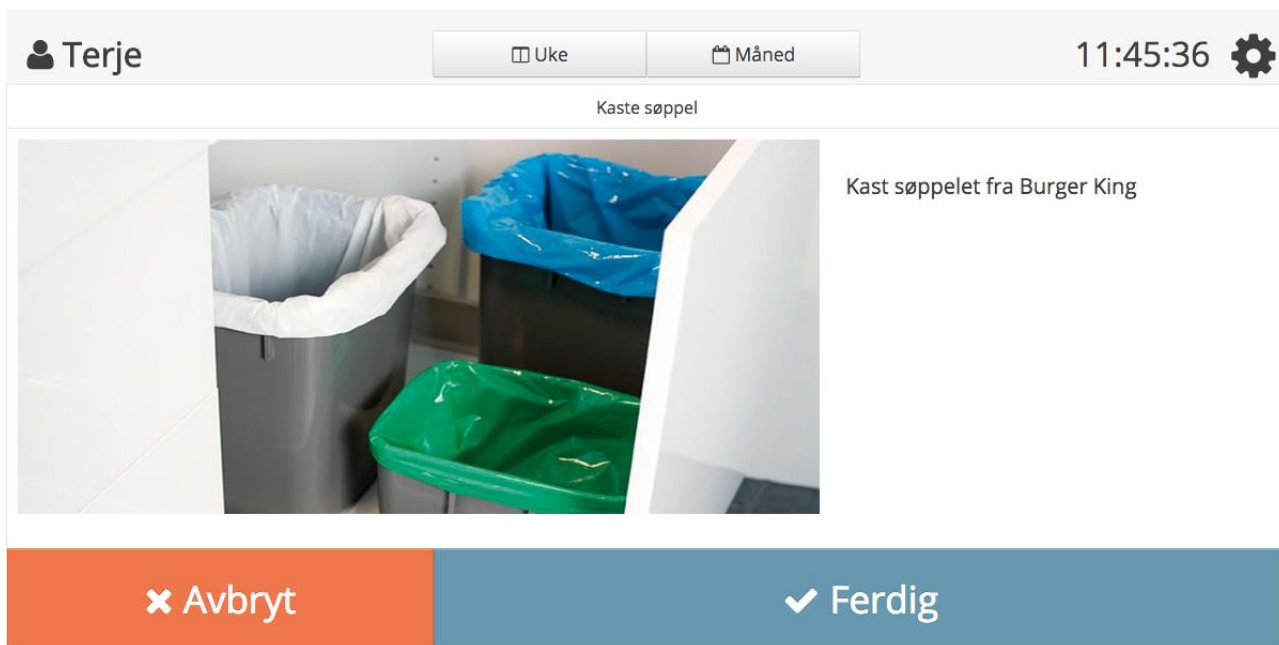 Terje
Uke
Måned
11:45:36
Kaste søppel
Kast søppelet fra Burger King
Avbryt
Ferdig